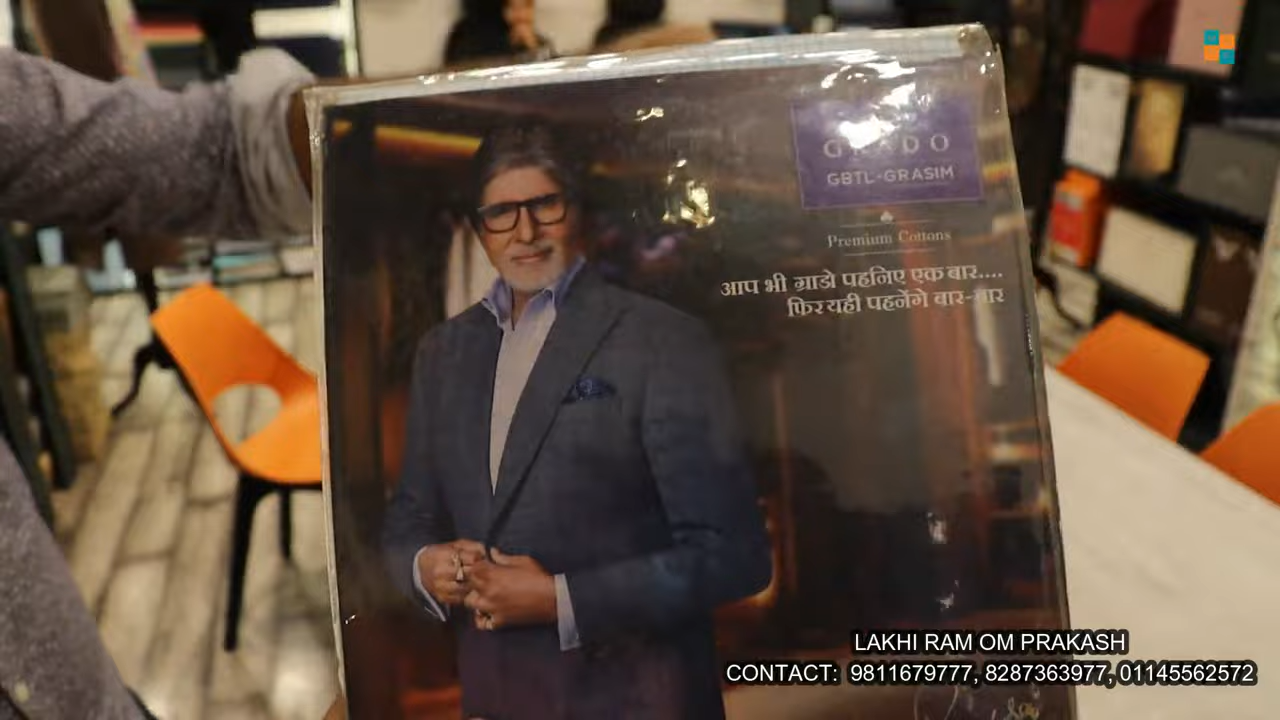 GRADO
GBTL-GRASIM
Premium Cottons
आप भी ग्राडो पहनिए एक बार....
फिर यही पहनेंगे बार-बार
LAKHI RAM OM PRAKASH
CONTACT: 9811679777, 8287363977, 01145562572